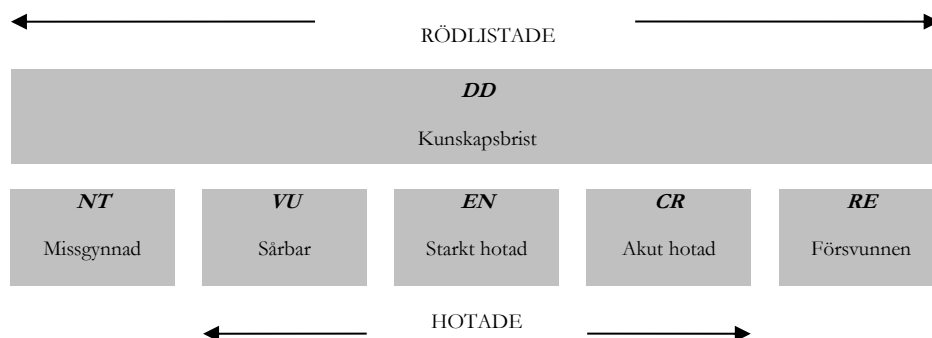 RÖDLISTADE
DD
Kunskapsbrist
NT VU EN CR RE
Missgynnad Sårbar Starkt hotad Akut hotad Försvunnen
HOTADE